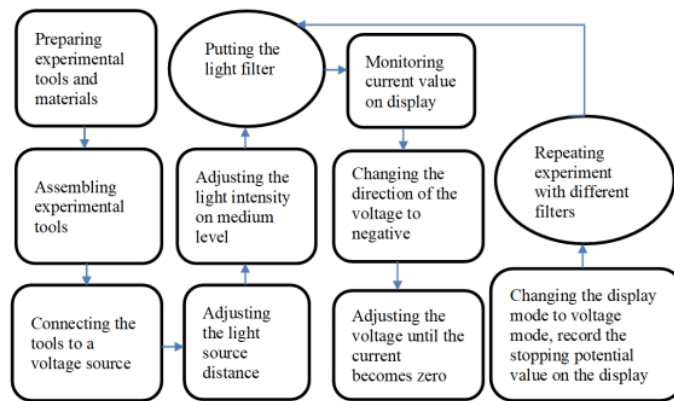 Preparing
experimental
tools and
materials
Assembling
experimental
tools
Connecting the
tools to a
voltage source
Adjusting
the light
source
distance
Adjusting the
light intensity
on medium
level
Putting the
light filter
Monitoring
current value
on display
Changing the
direction of the
voltage to
negative
Adjusting the
voltage until the
current
becomes zero
Changing the display
mode to voltage
mode, record the
stopping potential
value on the display
Repeating
experiment
with different
filters